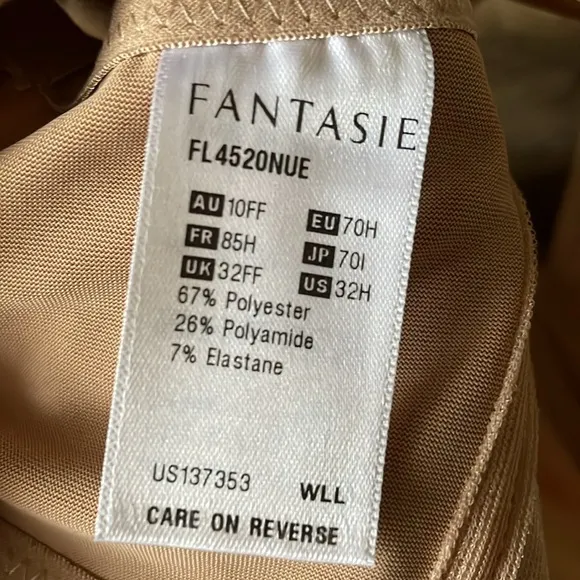 FANTASIE
FL4520NUE
AU 10FF EU 70H
FR 85H JP 70I
UK 32FF US 32H
67% Polyester
26% Polyamide
7% Elastane
US137353 WLL
CARE ON REVERSE